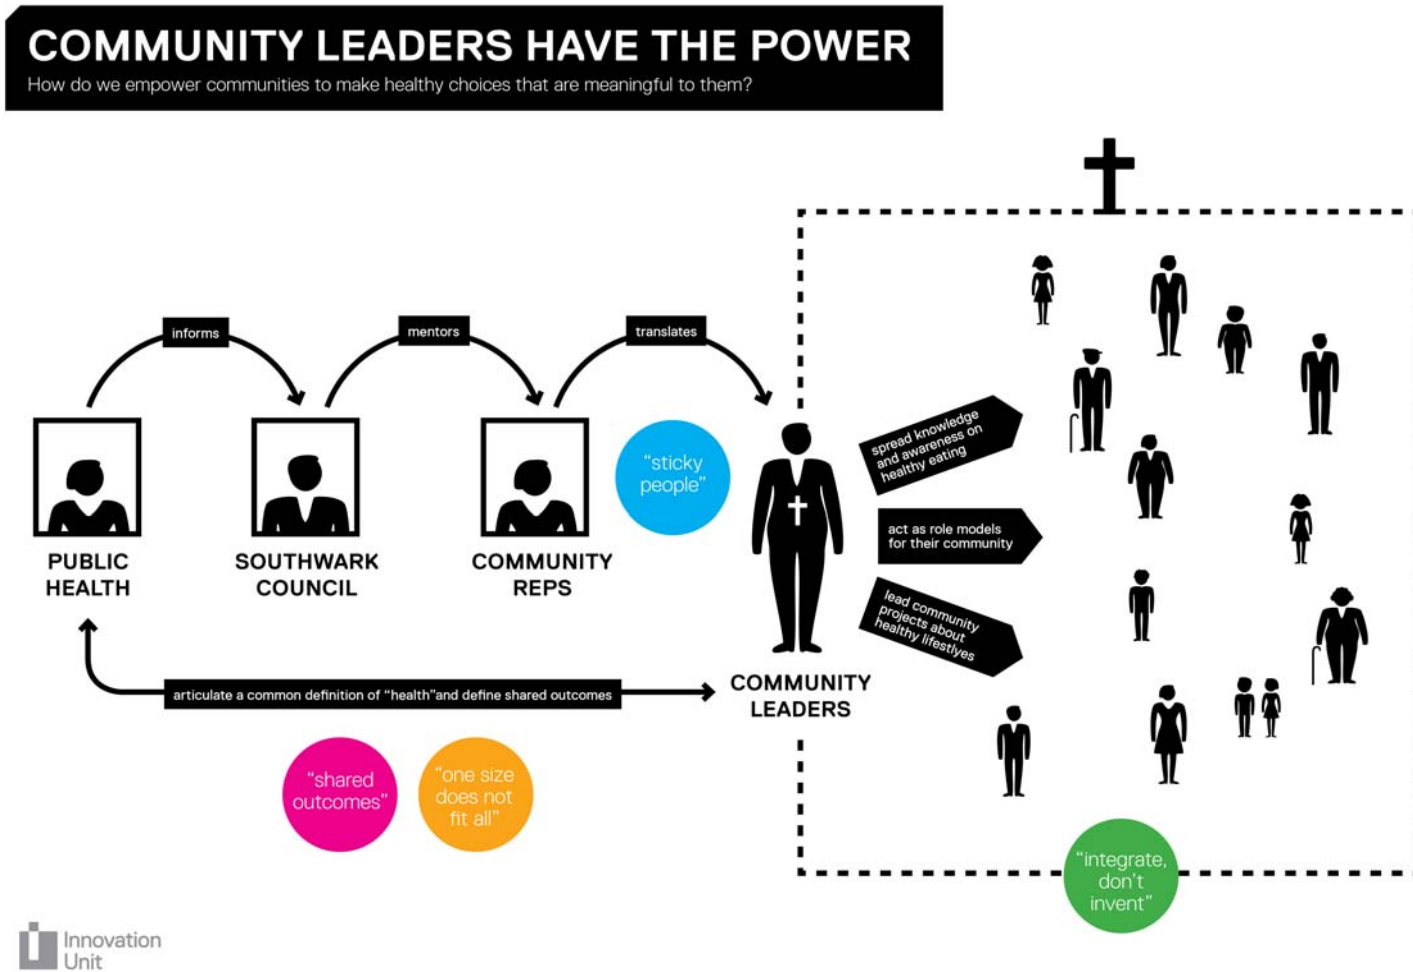 COMMUNITY LEADERS HAVE THE POWER
How do we empower communities to make healthy choices that are meaningful to them?
informs
mentors
translates
"sticky
people"
PUBLIC
HEALTH
SOUTHWARK
COUNCIL
COMMUNITY
REPS
spread knowledge
and awareness on
healthy eating
act as role models
for their community
lead community
projects about
healthy lifestlyes
COMMUNITY
LEADERS
articulate a common definition of "health"and define shared outcomes
"shared
outcomes"
"one size
does not
fit all"
"integrate,
don't
invent"
Innovation
Unit